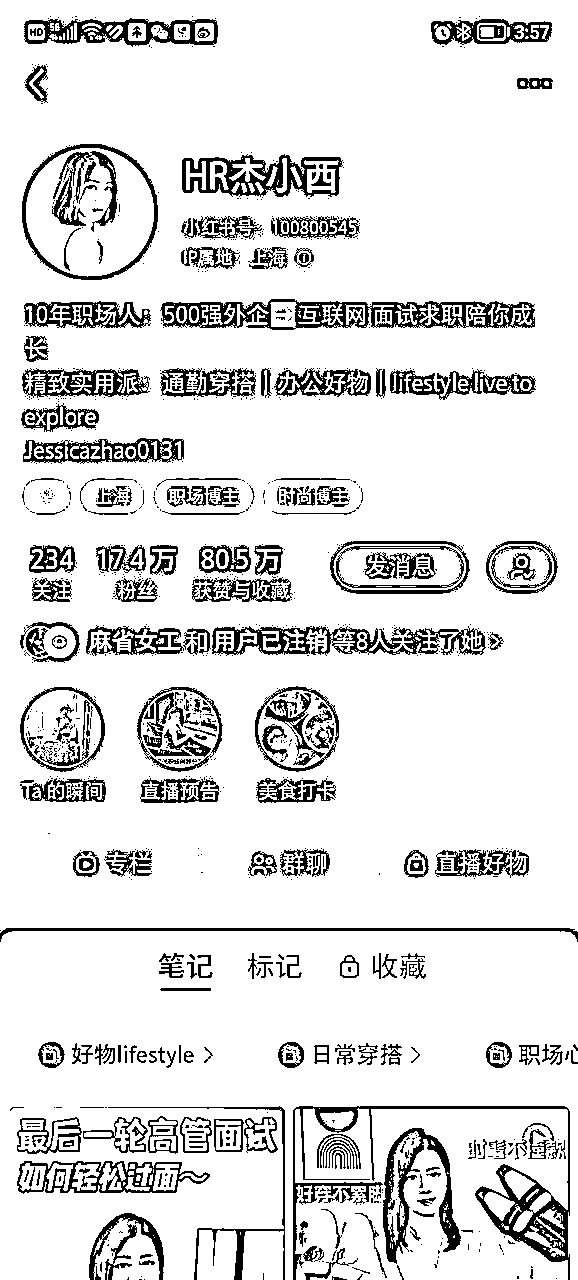 HD 3:57
HR杰小西
小红书号：100800545
IP属地：上海
10年职场人：500强外企➡互联网 面试求职陪你成
长
精致实用派：通勤穿搭 || 办公好物 || lifestyle live to
explore
Jessicazhao0131
上海 职场博主 时尚博主
234 17.4 万 80.5 万 发消息
关注 粉丝 获赞与收藏
麻省女工 和 用户已注销 等8人关注了她 >
Ta 的瞬间 直播预告 美食打卡
专栏 群聊 直播好物
笔记 标记 收藏
好物lifestyle > 日常穿搭 > 职场心
最后一轮高管面试
如何轻松过面～
时髦不撞款
好穿不累脚